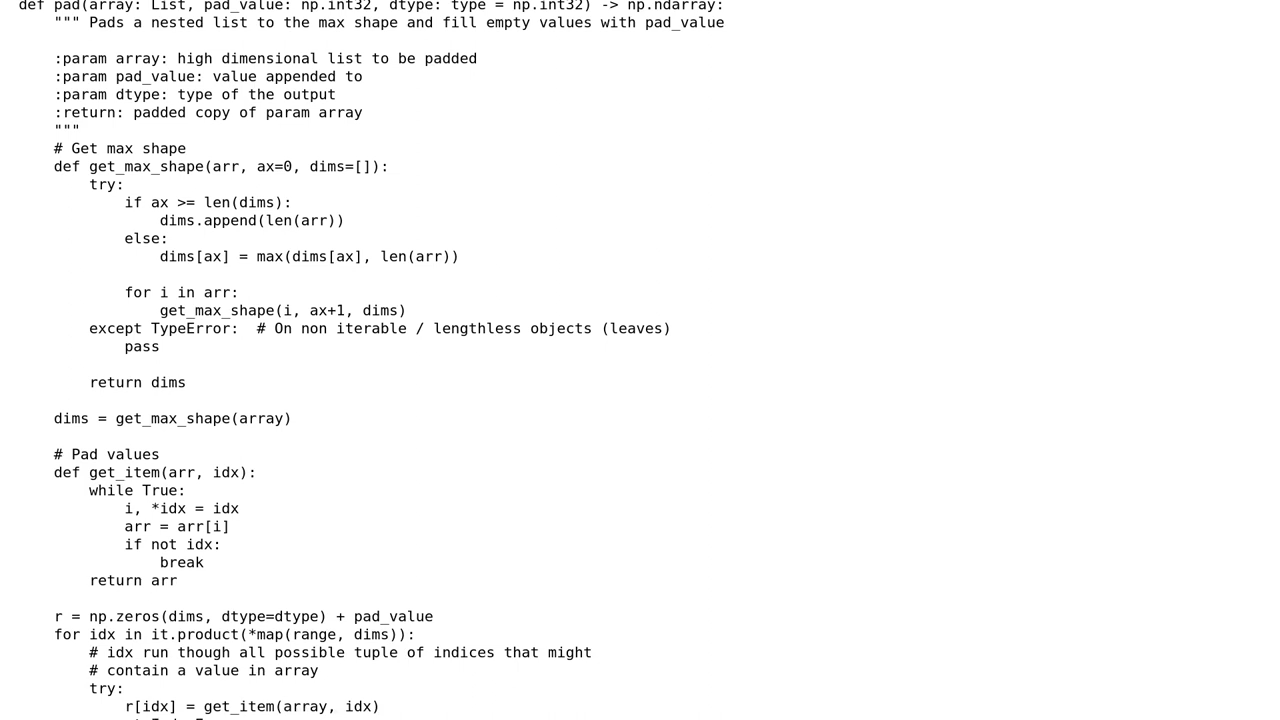 def pad(array: List, pad_value: np.int32, dtype: type = np.int32) -> np.ndarray:
    """ Pads a nested list to the max shape and fill empty values with pad_value

    :param array: high dimensional list to be padded
    :param pad_value: value appended to
    :param dtype: type of the output
    :return: padded copy of param array
    """
    # Get max shape
    def get_max_shape(arr, ax=0, dims=[]):
        try:
            if ax >= len(dims):
                dims.append(len(arr))
            else:
                dims[ax] = max(dims[ax], len(arr))

            for i in arr:
                get_max_shape(i, ax+1, dims)
        except TypeError:  # On non iterable / lengthless objects (leaves)
            pass

        return dims

    dims = get_max_shape(array)

    # Pad values
    def get_item(arr, idx):
        while True:
            i, *idx = idx
            arr = arr[i]
            if not idx:
                break
        return arr

    r = np.zeros(dims, dtype=dtype) + pad_value
    for idx in it.product(*map(range, dims)):
        # idx run though all possible tuple of indices that might
        # contain a value in array
        try:
            r[idx] = get_item(array, idx)